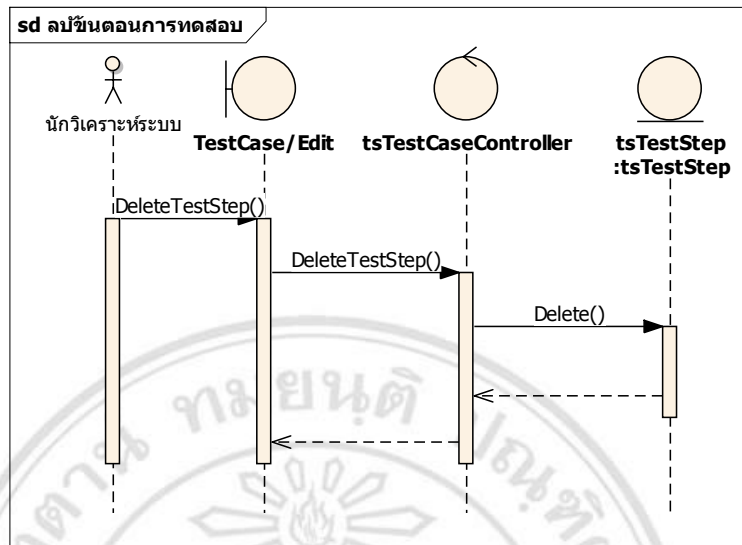 sd ลบขั้นตอนการทดสอบ
นักวิเคราะห์ระบบ
TestCase/Edit
tsTestCaseController
tsTestStep
:tsTestStep
DeleteTestStep()
DeleteTestStep()
Delete()